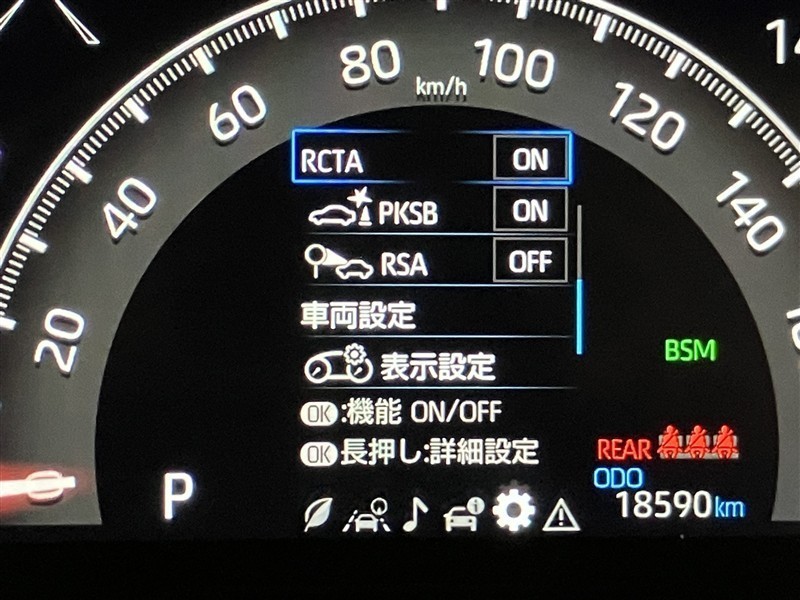 20
40
60
80
100
120
140
km/h
14
RCTA ON
PKSB ON
RSA OFF
車両設定
表示設定
OK:機能 ON/OFF
OK長押し:詳細設定
BSM
REAR
ODO
18590km
P
0